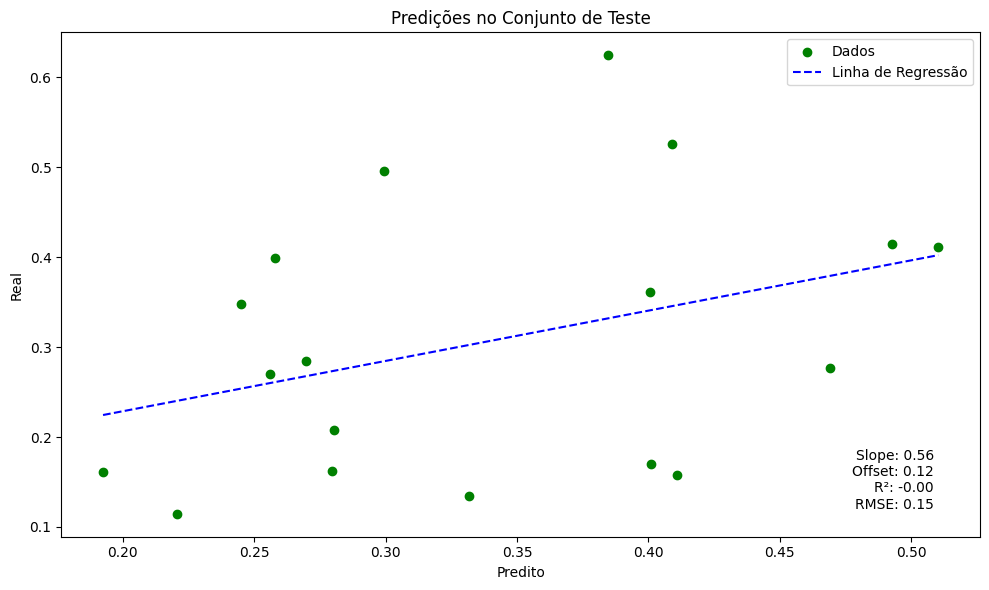 Predições no Conjunto de Teste
Dados
Linha de Regressão
Real
0.6
0.5
0.4
0.3
0.2
0.1
Slope: 0.56
Offset: 0.12
R²: -0.00
RMSE: 0.15
0.20 0.25 0.30 0.35 0.40 0.45 0.50
Predito